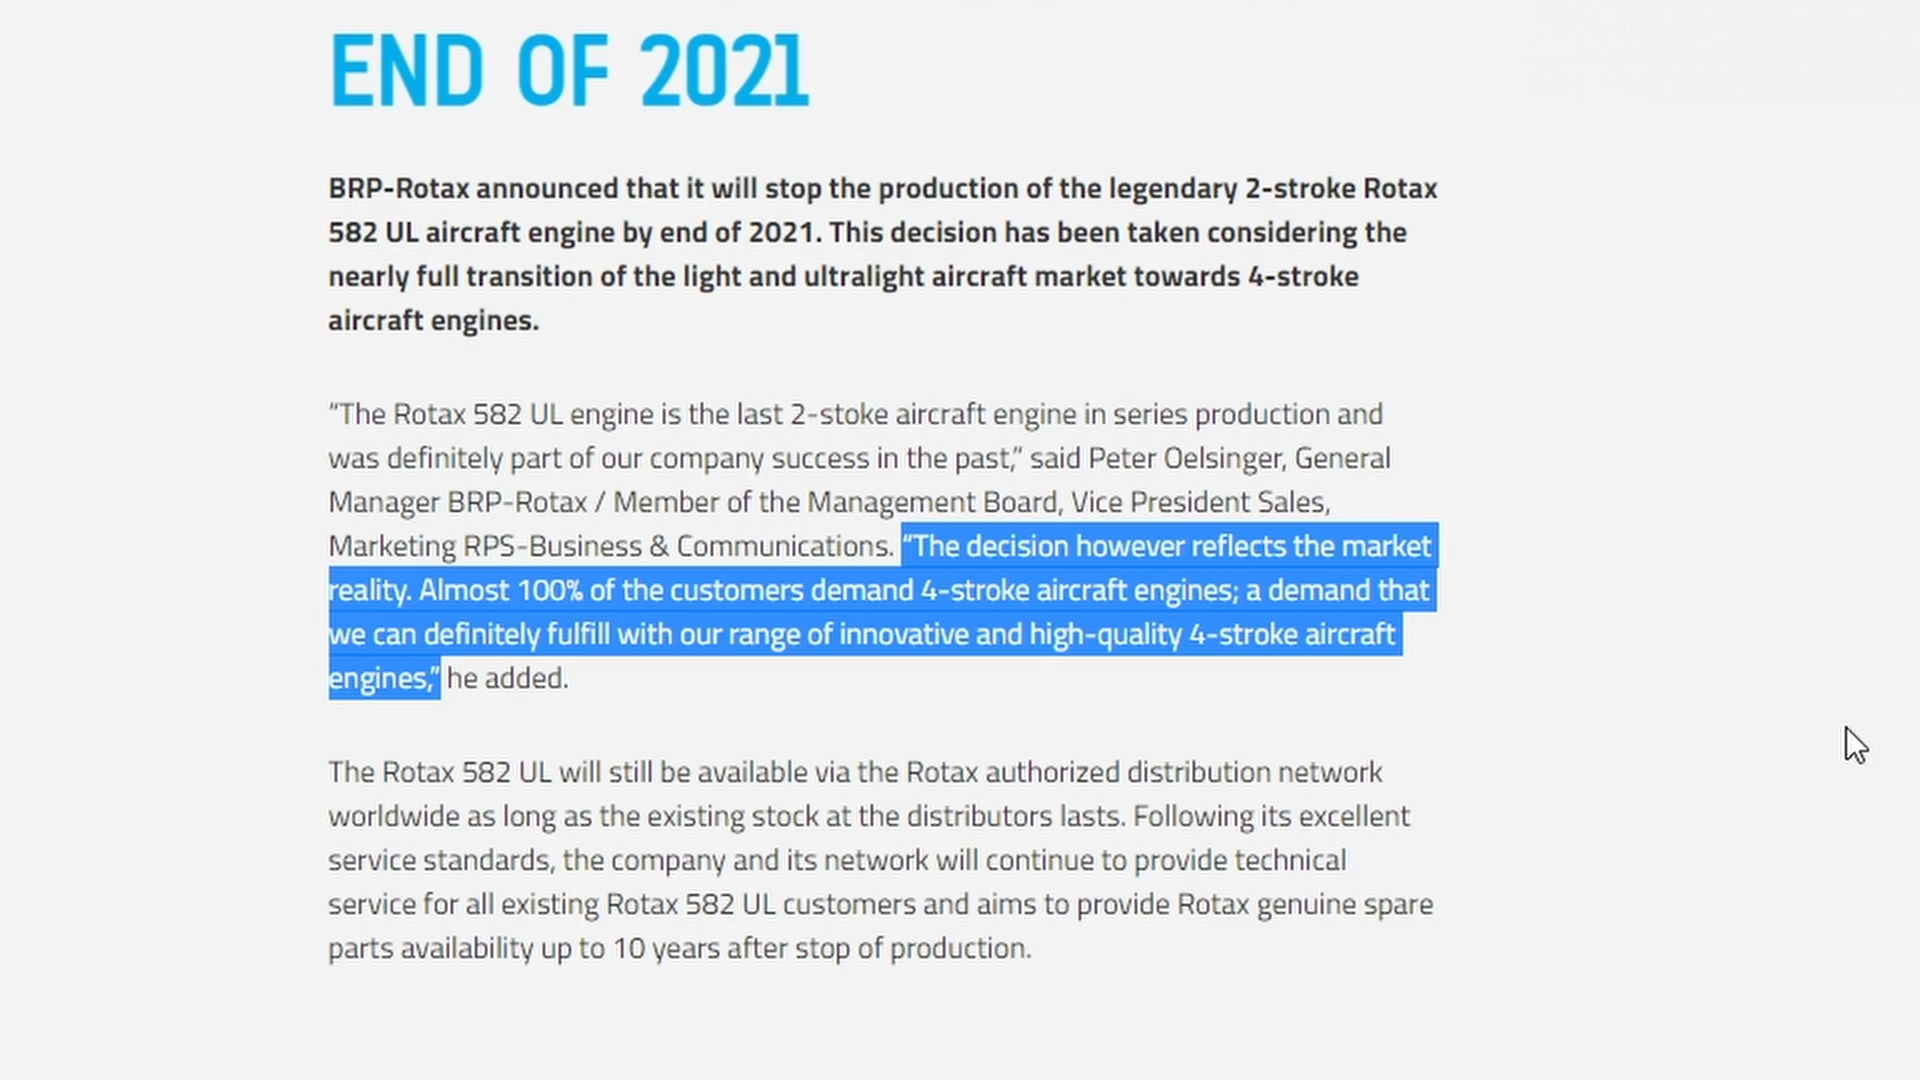 END OF 2021
BRP-Rotax announced that it will stop the production of the legendary 2-stroke Rotax
582 UL aircraft engine by end of 2021. This decision has been taken considering the
nearly full transition of the light and ultralight aircraft market towards 4-stroke
aircraft engines.
“The Rotax 582 UL engine is the last 2-stoke aircraft engine in series production and
was definitely part of our company success in the past,” said Peter Oelsinger, General
Manager BRP-Rotax / Member of the Management Board, Vice President Sales,
Marketing RPS-Business & Communications. “The decision however reflects the market
reality. Almost 100% of the customers demand 4-stroke aircraft engines; a demand that
we can definitely fulfill with our range of innovative and high-quality 4-stroke aircraft
engines,” he added.
The Rotax 582 UL will still be available via the Rotax authorized distribution network
worldwide as long as the existing stock at the distributors lasts. Following its excellent
service standards, the company and its network will continue to provide technical
service for all existing Rotax 582 UL customers and aims to provide Rotax genuine spare
parts availability up to 10 years after stop of production.